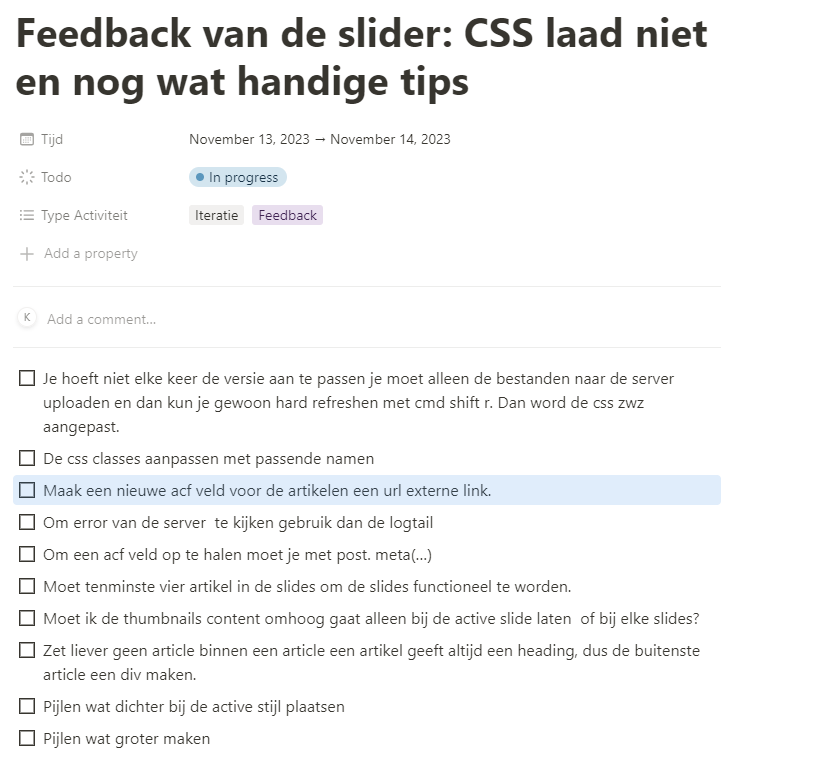 Feedback van de slider: CSS laad niet
en nog wat handige tips
Tijd November 13, 2023 → November 14, 2023
Todo In progress
Type Activiteit Iteratie Feedback
Add a property
K Add a comment...
Je hoeft niet elke keer de versie aan te passen je moet alleen de bestanden naar de server
uploaden en dan kun je gewoon hard refreshen met cmd shift r. Dan word de css zwz
aangepast.
De css classes aanpassen met passende namen
Maak een nieuwe acf veld voor de artikelen een url externe link.
Om error van de server  te kijken gebruik dan de logtail
Om een acf veld op te halen moet je met post. meta(...)
Moet tenminste vier artikel in de slides om de slides functioneel te worden.
Moet ik de thumbnails content omhoog gaat alleen bij de active slide laten  of bij elke slides?
Zet liever geen article binnen een article een artikel geeft altijd een heading, dus de buitenste
article een div maken.
Pijlen wat dichter bij de active stijl plaatsen
Pijlen wat groter maken